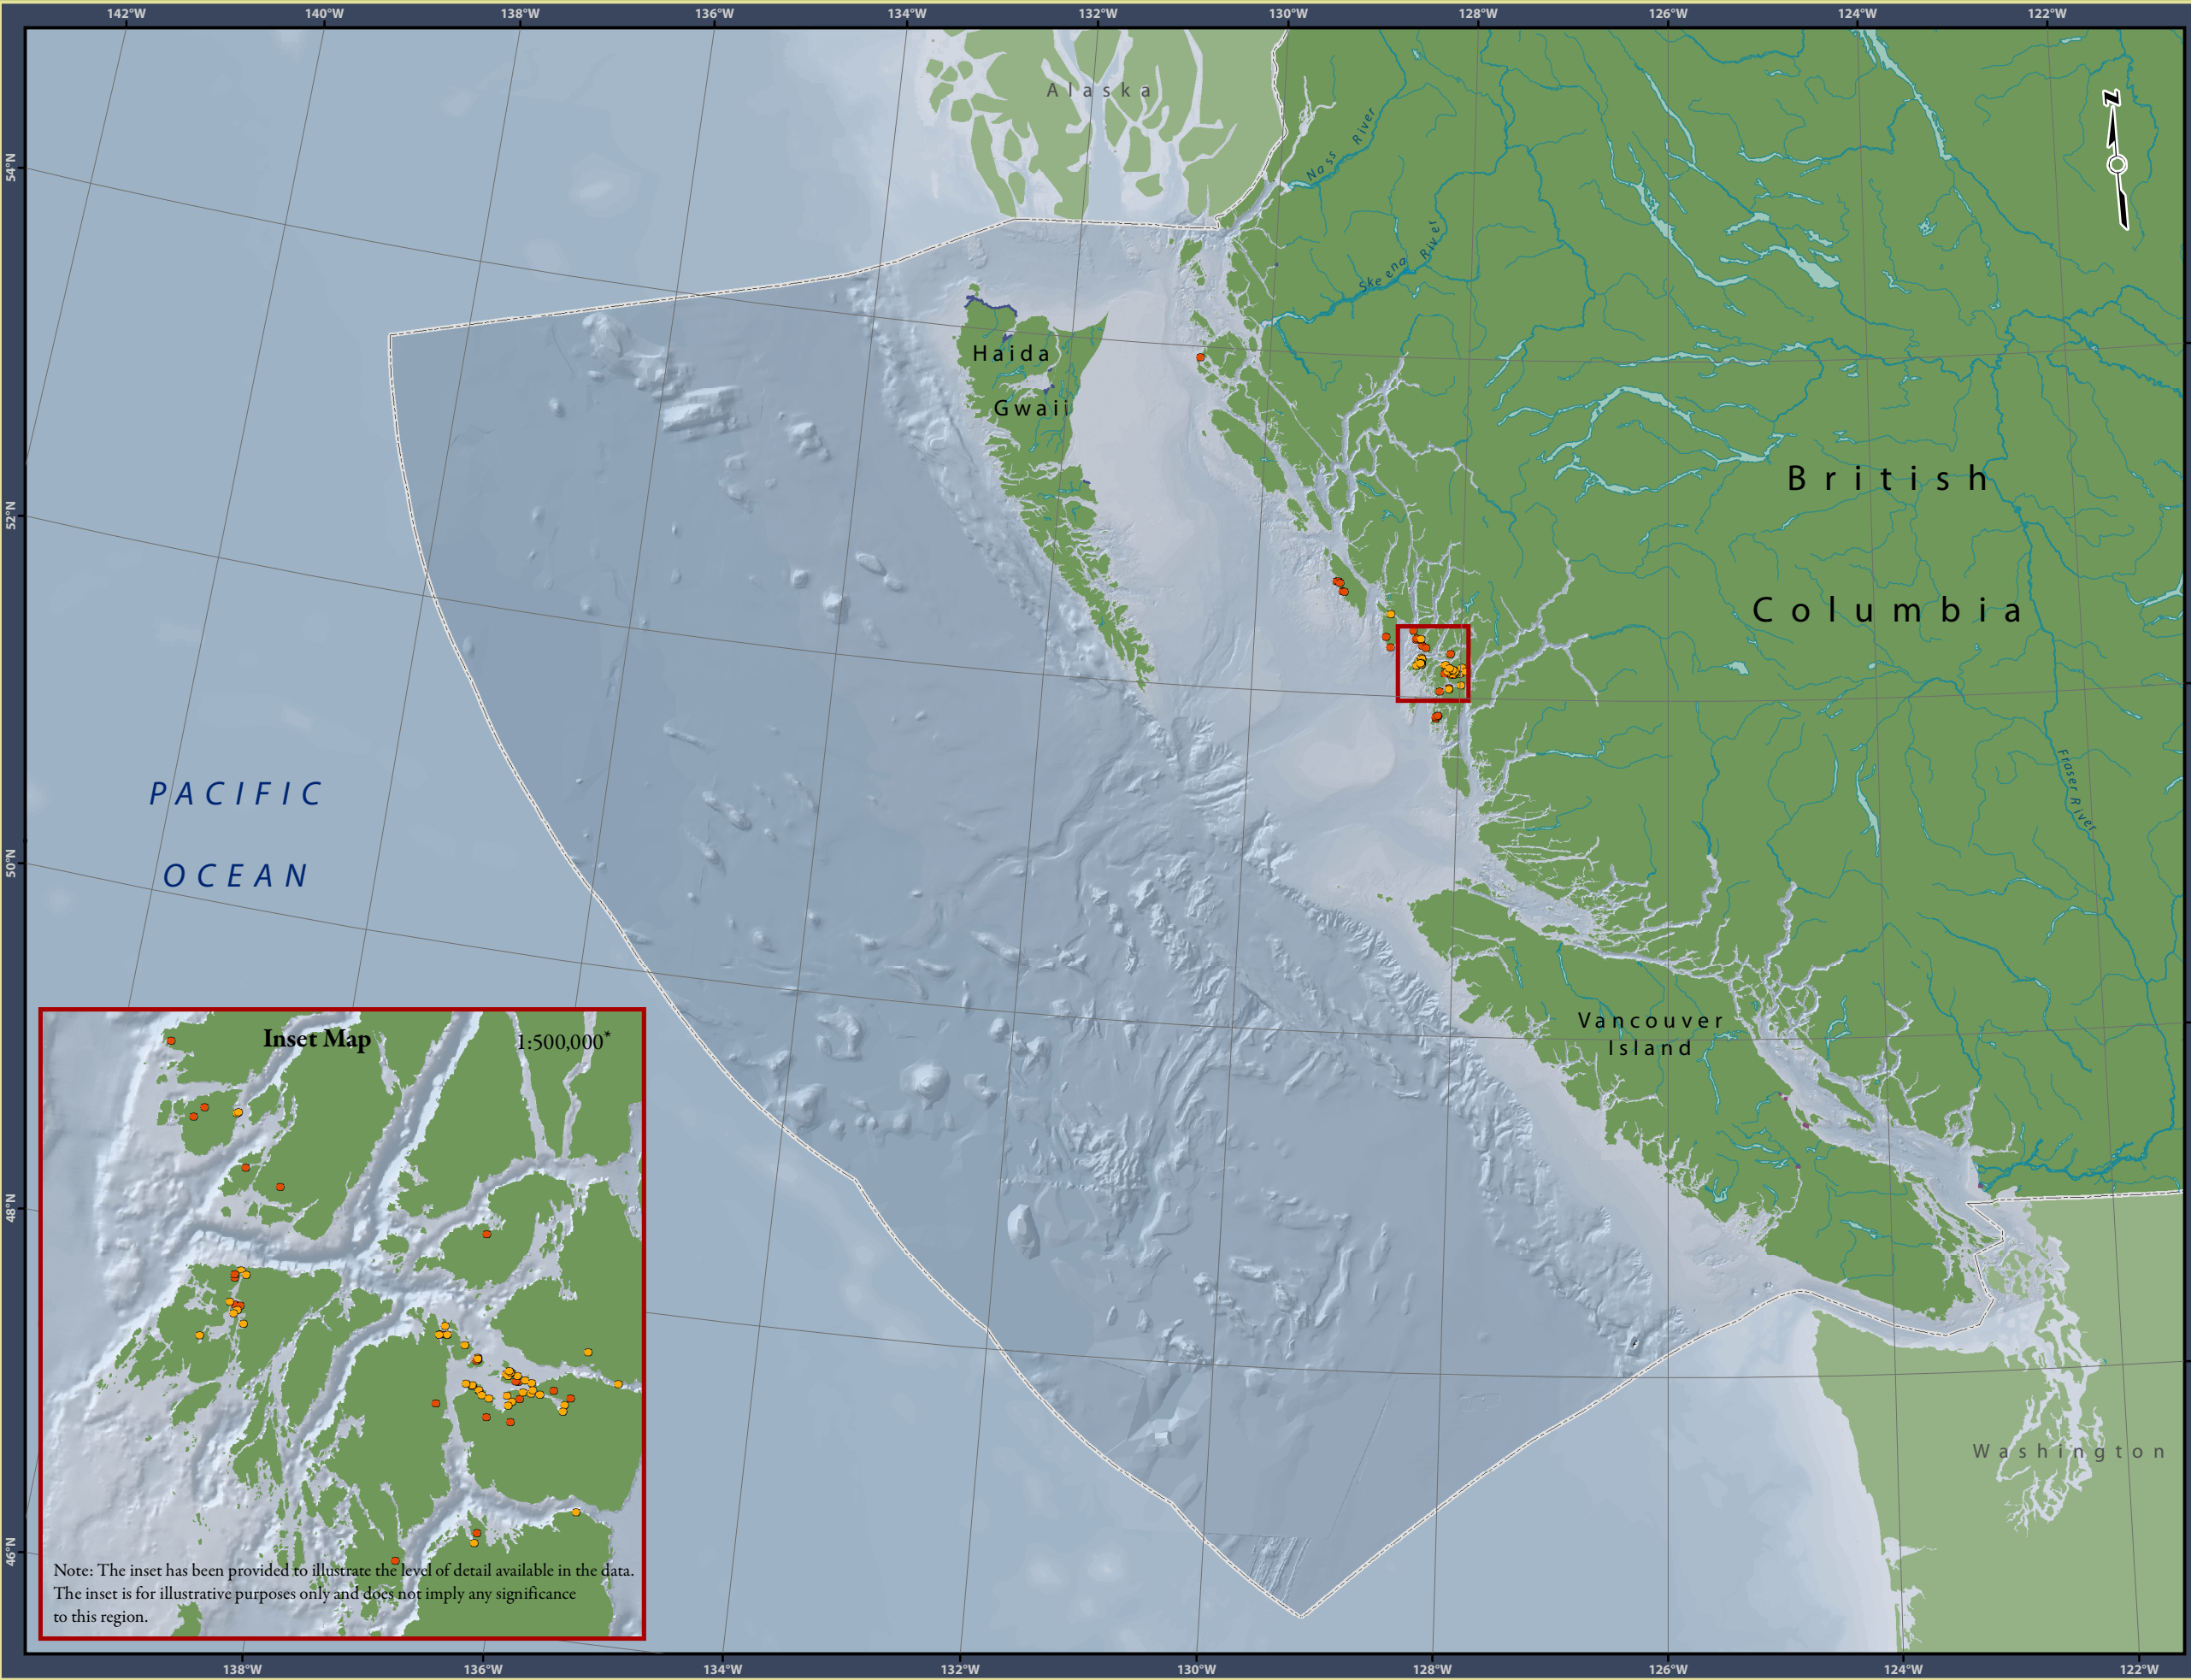 142°W 140°W 138°W 136°W 134°W 132°W 130°W 128°W 126°W 124°W 122°W
Alaska
N
Nass River
54°N
Skeena River
Haida
Gwaii
British
52°N
Columbia
PACIFIC
Fraser River
50°N
OCEAN
Vancouver
Island
Inset Map
1:500,000*
48°N
Washington
46°N
Note: The inset has been provided to illustrate the level of detail available in the data.
The inset is for illustrative purposes only and does not imply any significance
to this region.
138°W 136°W 134°W 132°W 130°W 128°W 126°W 124°W 122°W